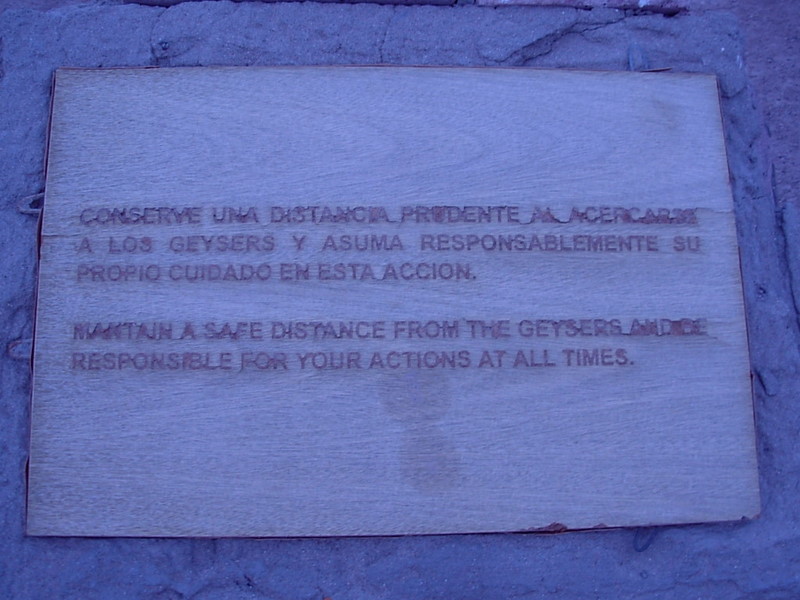 CONSERVE UNA DISTANCIA PRUDENTE AL ACERCARSE
A LOS GEYSERS Y ASUMA RESPONSABLEMENTE SU
PROPIO CUIDADO EN ESTA ACCION.
MANTAIN A SAFE DISTANCE FROM THE GEYSERS AND BE
RESPONSIBLE FOR YOUR ACTIONS AT ALL TIMES.